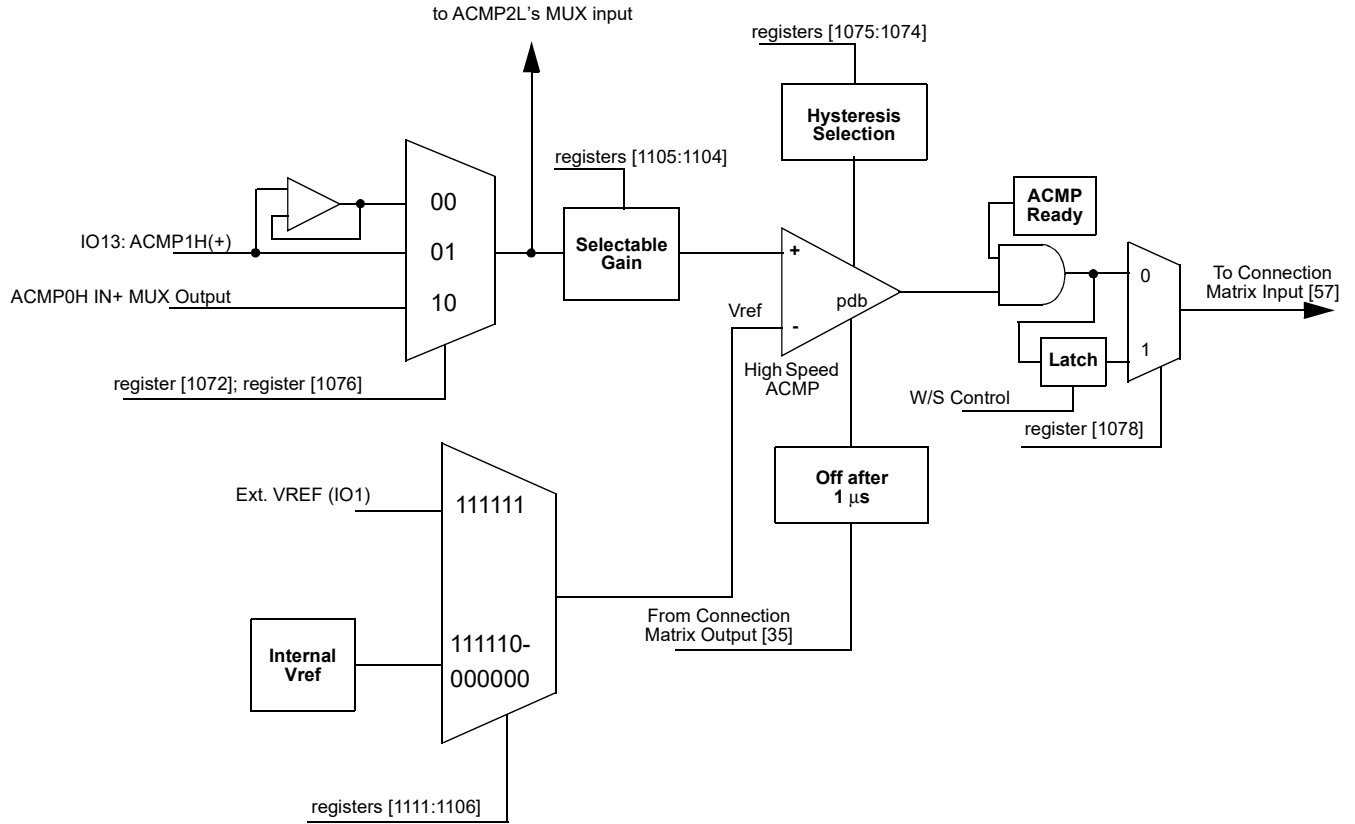 to ACMP2L's MUX input
registers [1075:1074]
Hysteresis
Selection
registers [1105:1104]
ACMP
Ready
00
IO13: ACMP1H(+)
01
Selectable
Gain
+
ACMP0H IN+ MUX Output
10
pdb
Vref
-
High Speed
ACMP
0
To Connection
Matrix Input [57]
Latch
1
W/S Control
register [1078]
register [1072]; register [1076]
Off after
1 μs
Ext. VREF (IO1)
111111
From Connection
Matrix Output [35]
Internal
Vref
111110-
000000
registers [1111:1106]